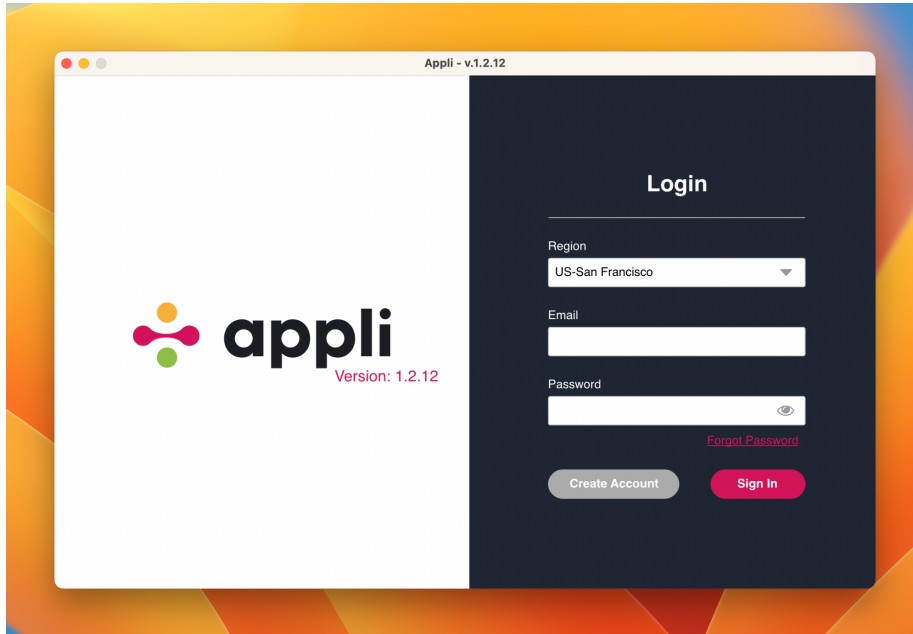 Appli - v.1.2.12
appli
Version: 1.2.12
Login
Region
US-San Francisco
Email
Password
Forgot Password
Create Account
Sign In